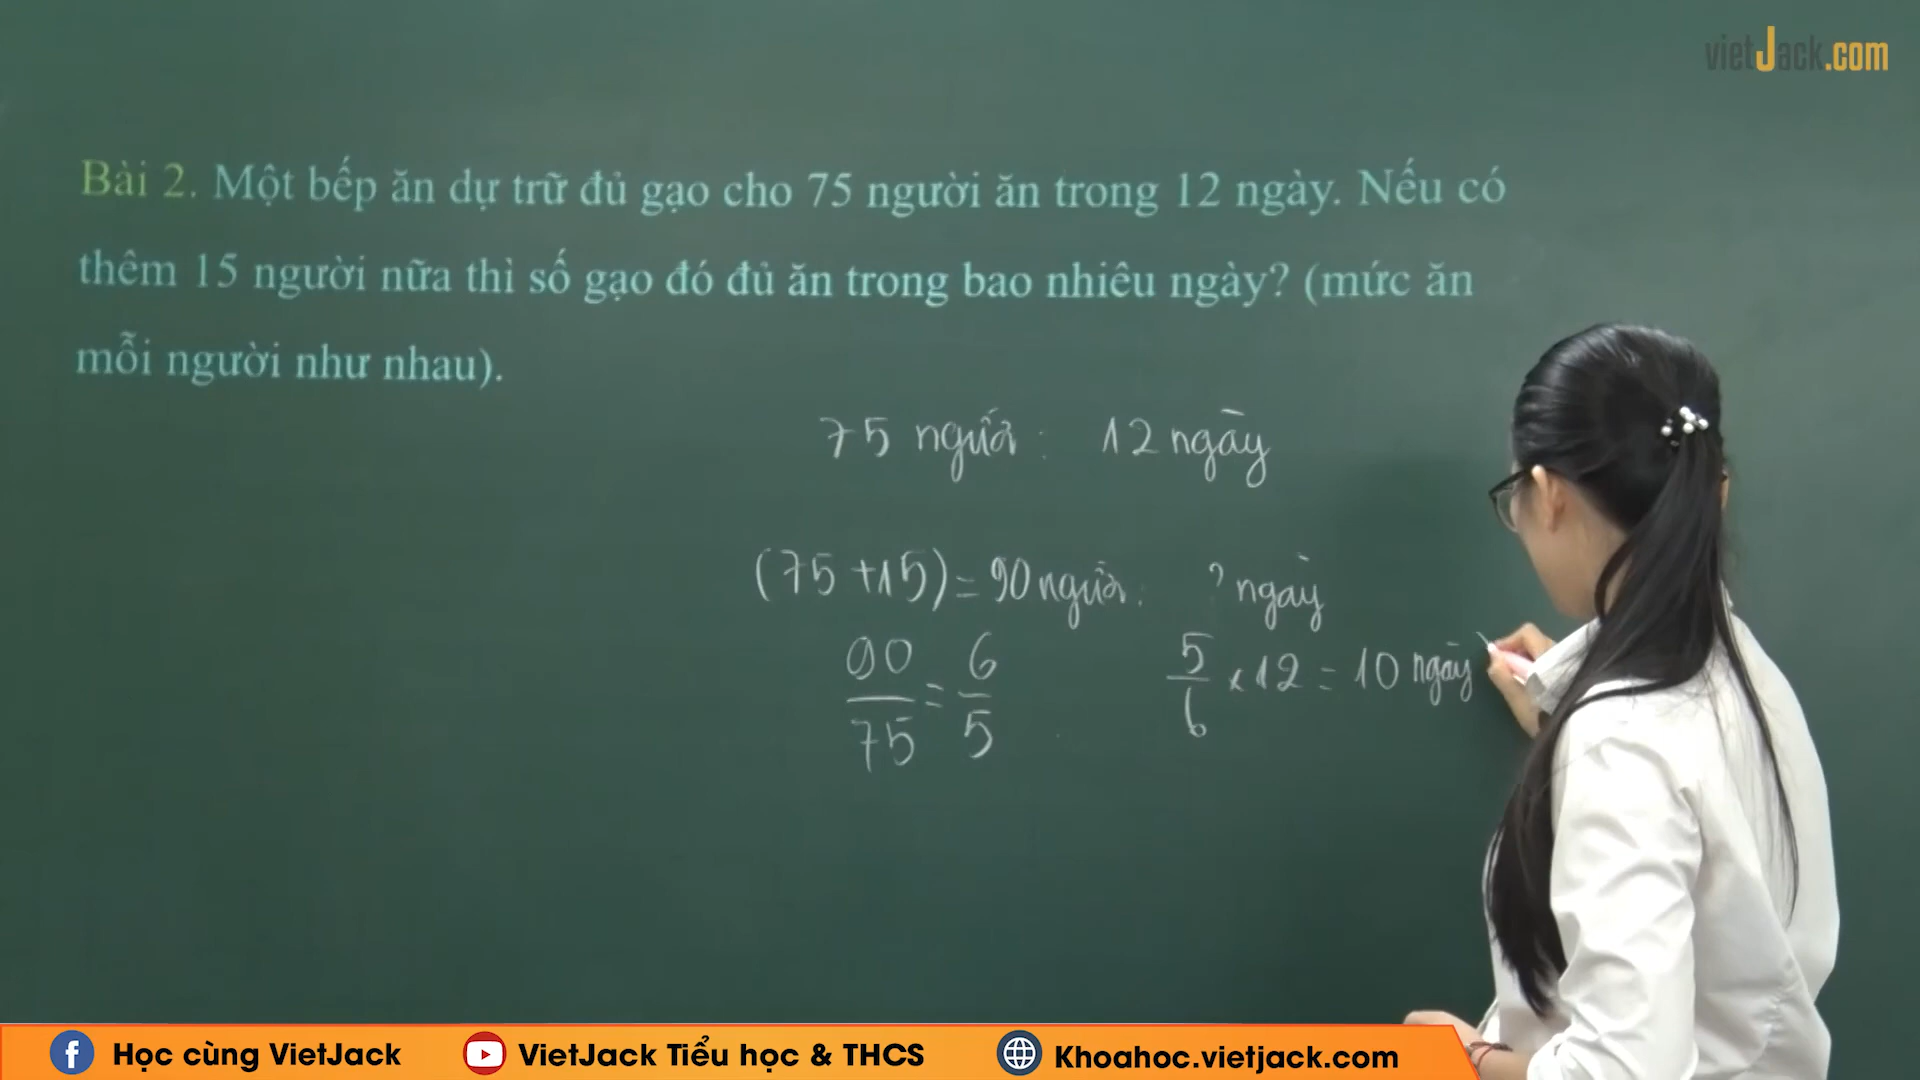 vietJack.com
Bài 2. Một bếp ăn dự trữ đủ gạo cho 75 người ăn trong 12 ngày. Nếu có
thêm 15 người nữa thì số gạo đó đủ ăn trong bao nhiêu ngày? (mức ăn
mỗi người như nhau).
75 người : 12 ngày
(75 +15) = 90 người : ? ngày
90/75 = 6/5 5/6 × 12 = 10 ngày
Học cùng VietJack VietJack Tiểu học & THCS Khoahoc.vietjack.com